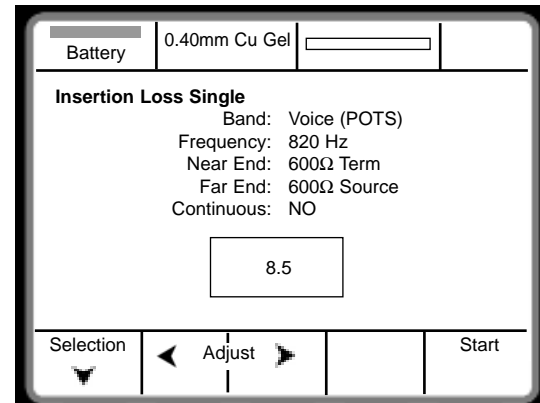 Battery
0.40mm Cu Gel
Insertion Loss Single
Band: Voice (POTS)
Frequency: 820 Hz
Near End: 600Ω Term
Far End: 600Ω Source
Continuous: NO
8.5
Selection
Adjust
Start